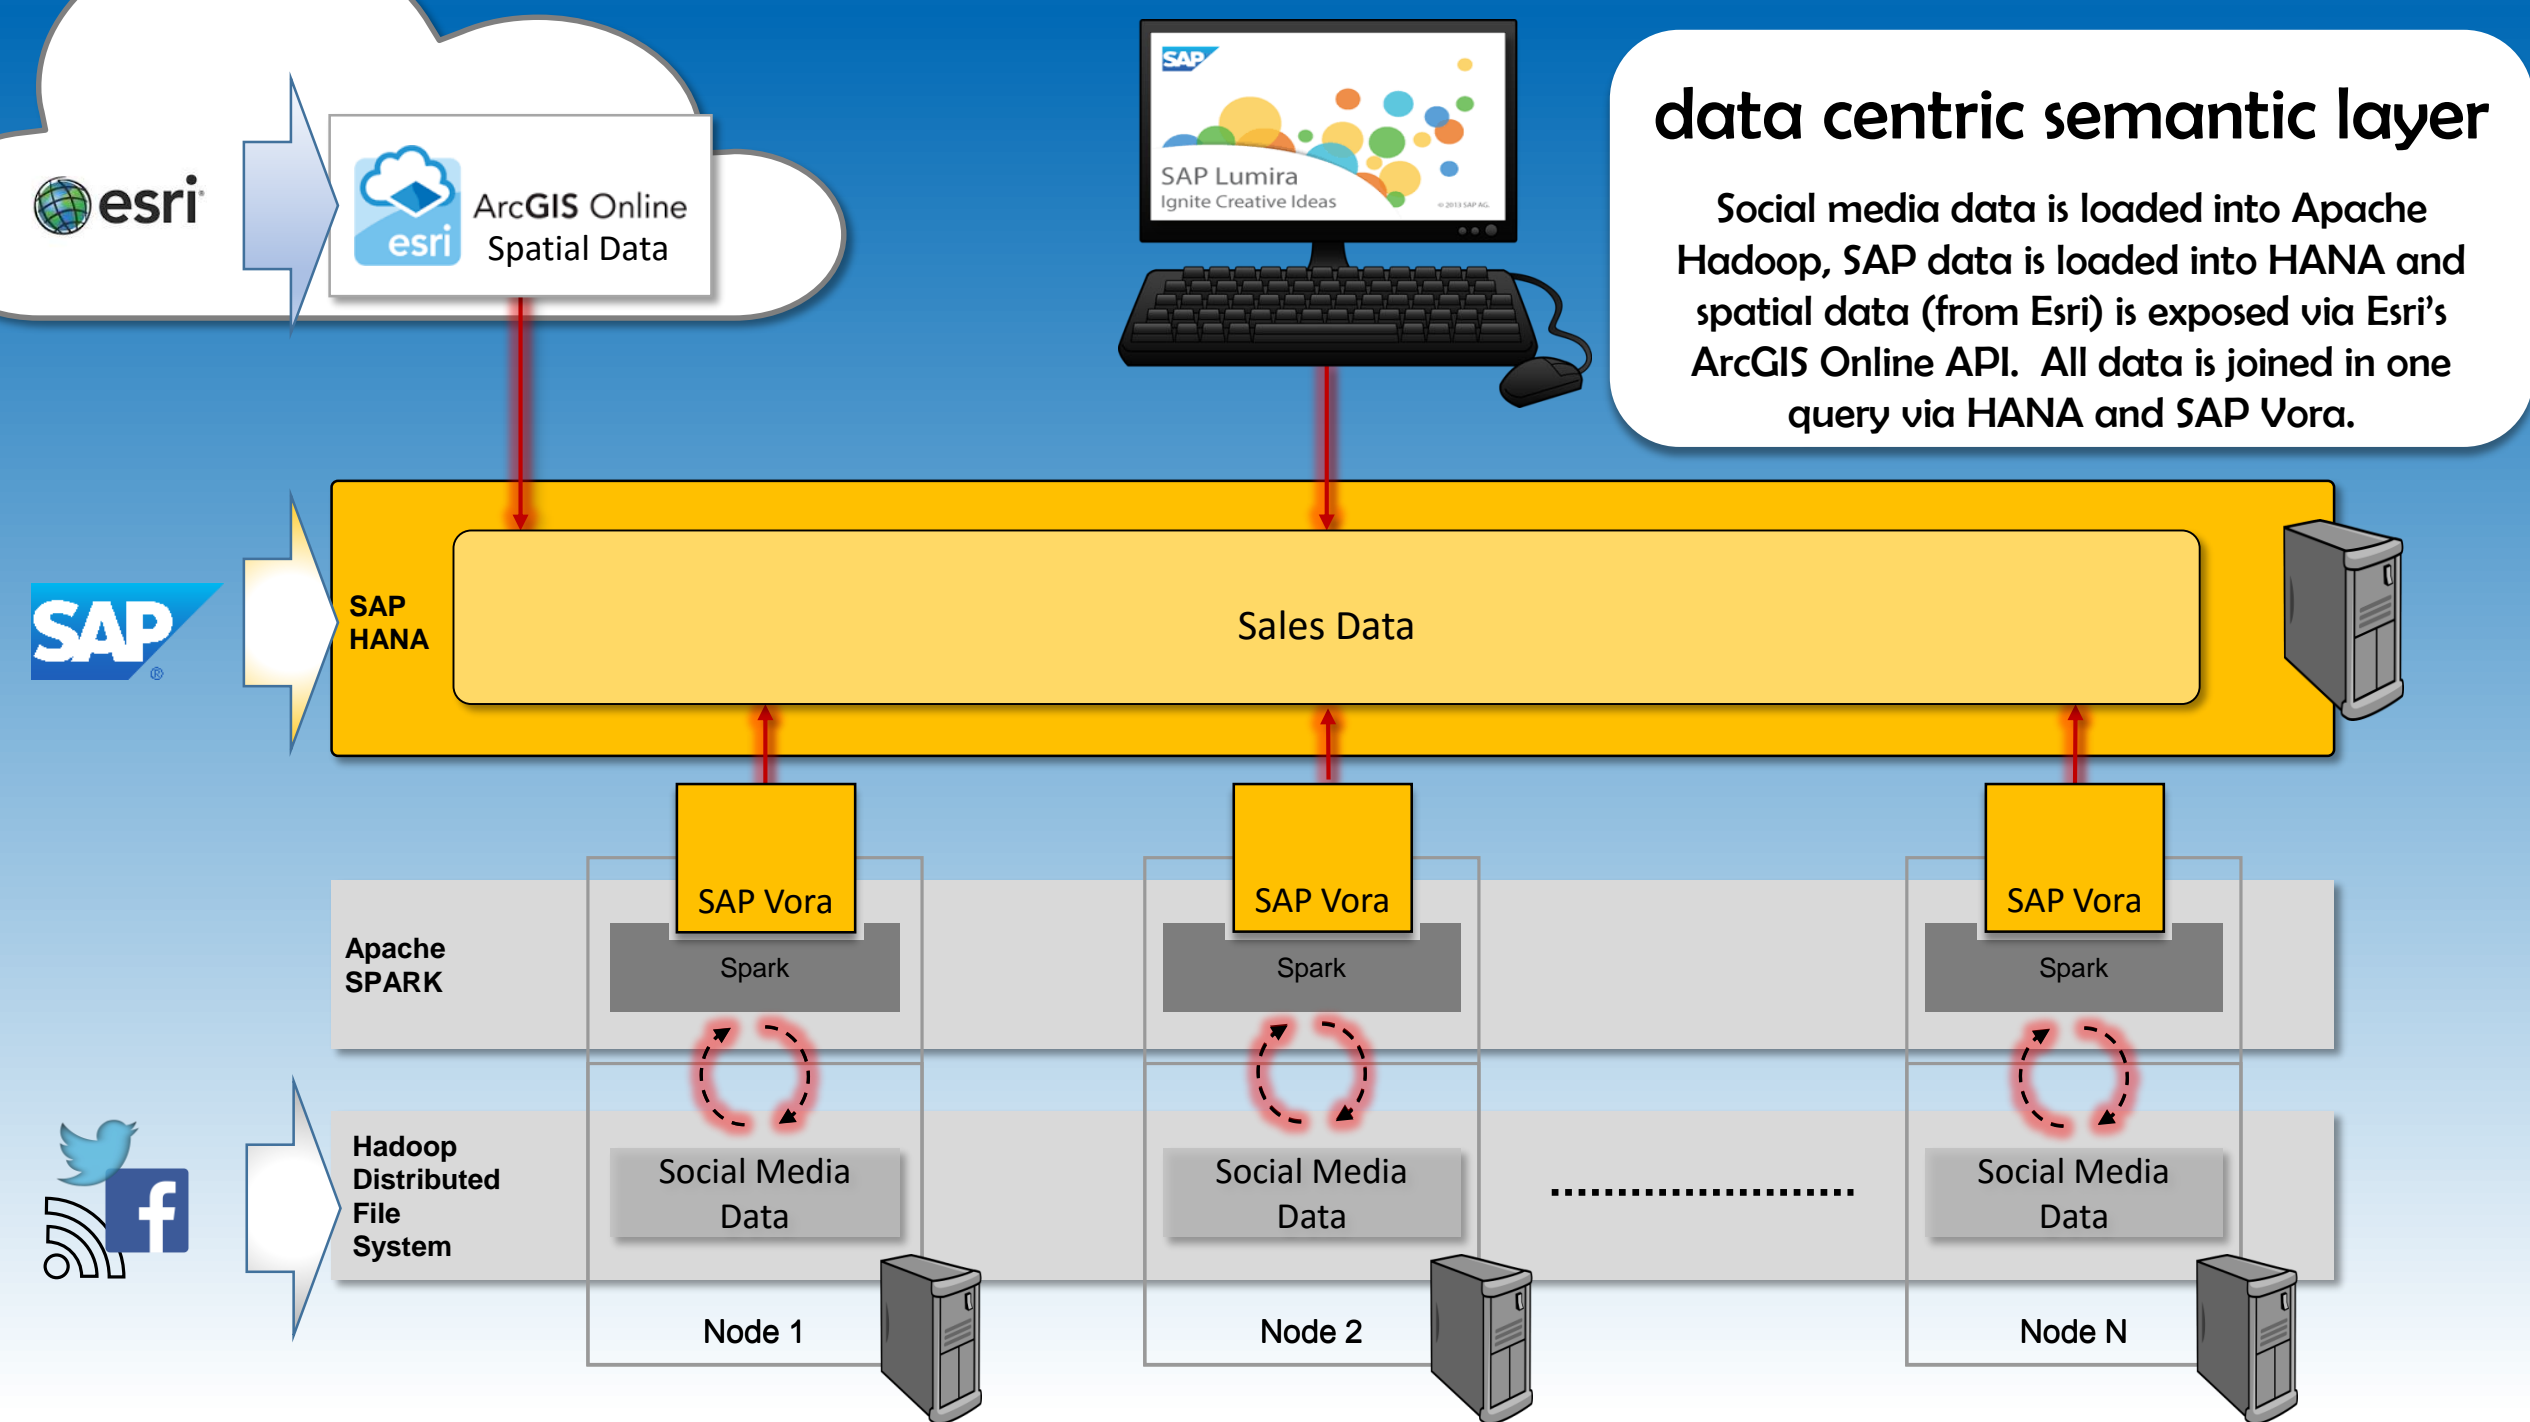 esri
ArcGIS Online
esri
Spatial Data
SAP
SAP Lumira
Ignite Creative Ideas
© 2013 SAP AG.
data centric semantic layer
Social media data is loaded into Apache
Hadoop, SAP data is loaded into HANA and
spatial data (from Esri) is exposed via Esri's
ArcGIS Online API.  All data is joined in one
query via HANA and SAP Vora.
SAP
®
SAP
HANA
Sales Data
SAP Vora
SAP Vora
SAP Vora
Apache
SPARK
Spark
Spark
Spark
f
Hadoop
Distributed
File
System
Social Media
Data
Social Media
Data
Social Media
Data
Node 1
Node 2
Node N